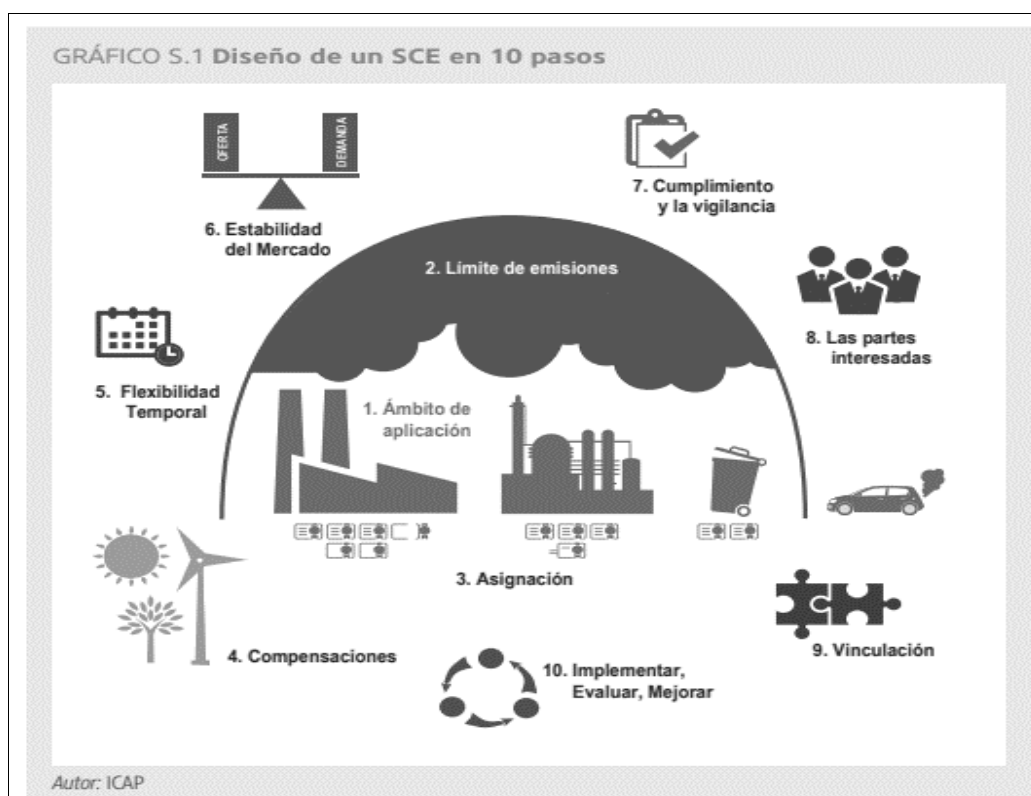 GRÁFICO S.1 Diseño de un SCE en 10 pasos
OFERTA
DEMANDA
6. Estabilidad
del Mercado
7. Cumplimiento
y la vigilancia
2. Límite de emisiones
8. Las partes
interesadas
5. Flexibilidad
Temporal
1. Ámbito de
aplicación
3. Asignación
4. Compensaciones
9. Vinculación
10. Implementar,
Evaluar, Mejorar
Autor: ICAP